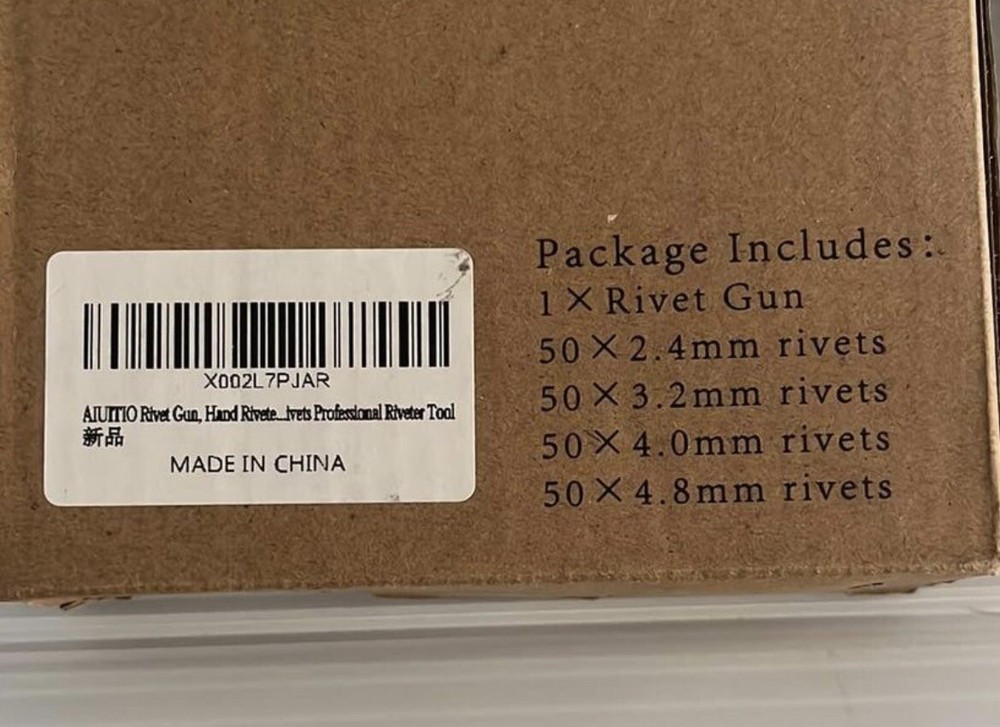 X002L7PJAR
AIUITIO Rivet Gun, Hand Rivete...ivets Professional Riveter Tool
新品
MADE IN CHINA
Package Includes:
1×Rivet Gun
50×2.4mm rivets
50×3.2mm rivets
50×4.0mm rivets
50×4.8mm rivets